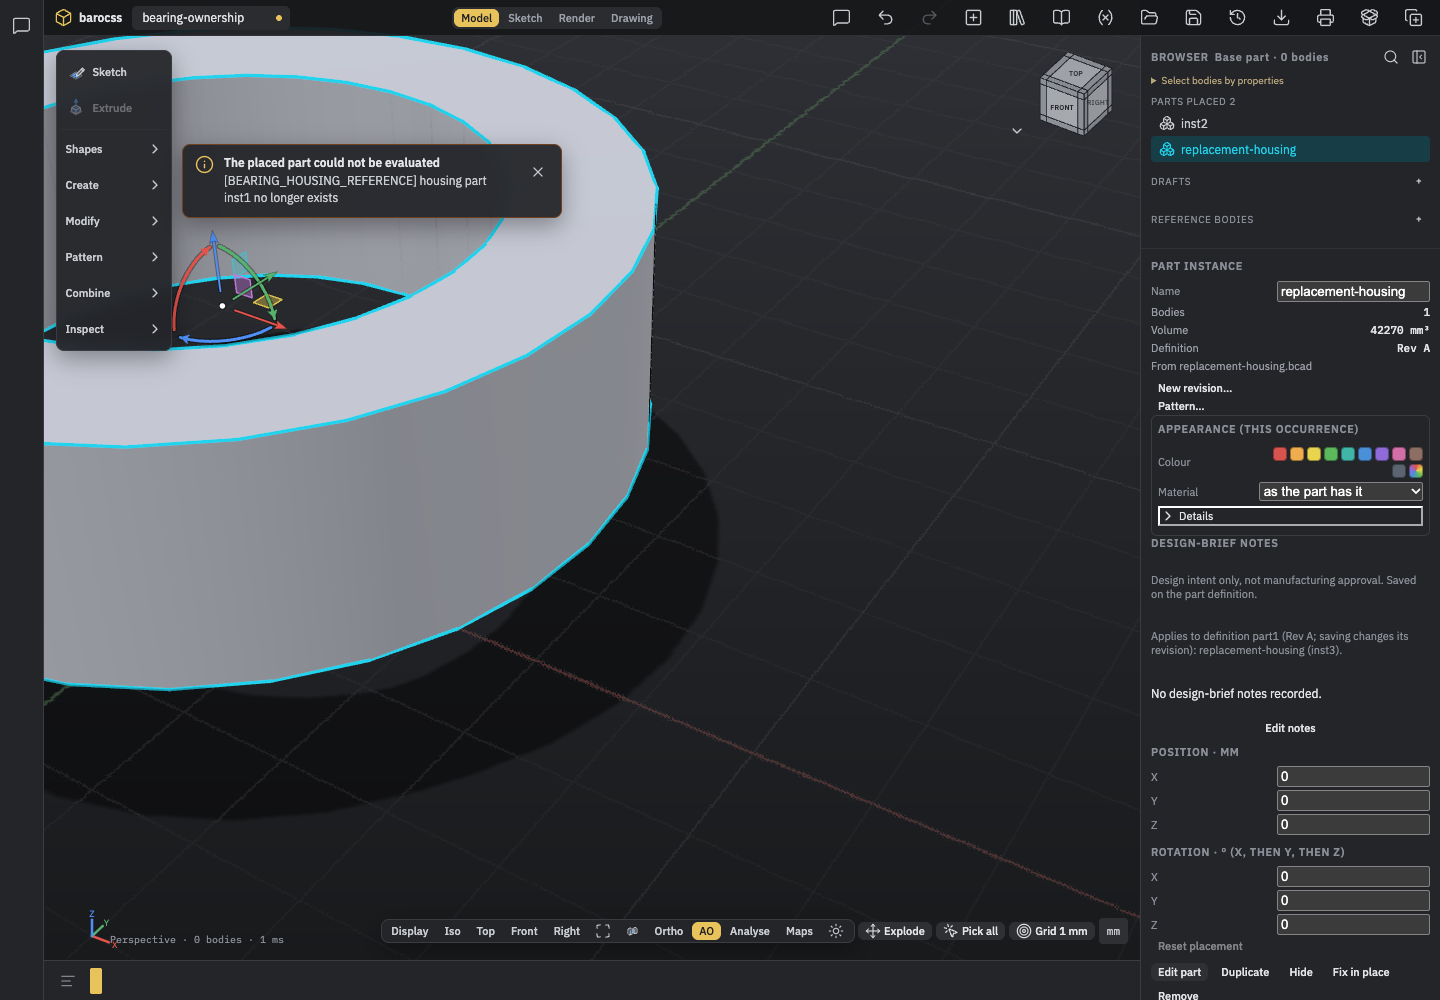 barocss
bearing-ownership
Model
Sketch
Render
Drawing
Sketch
Extrude
Shapes
Create
Modify
Pattern
Combine
Inspect
The placed part could not be evaluated
[BEARING_HOUSING_REFERENCE] housing part
inst1 no longer exists
TOP
FRONT
RIGHT
BROWSER Base part · 0 bodies
Select bodies by properties
PARTS PLACED 2
inst2
replacement-housing
DRAFTS +
REFERENCE BODIES +
PART INSTANCE
Name replacement-housing
Bodies 1
Volume 42270 mm³
Definition Rev A
From replacement-housing.bcad
New revision...
Pattern...
APPEARANCE (THIS OCCURRENCE)
Colour
Material as the part has it
Details
DESIGN-BRIEF NOTES
Design intent only, not manufacturing approval. Saved
on the part definition.
Applies to definition part1 (Rev A; saving changes its
revision): replacement-housing (inst3).
No design-brief notes recorded.
Edit notes
POSITION · MM
X 0
Y 0
Z 0
ROTATION · ° (X, THEN Y, THEN Z)
X 0
Y 0
Z 0
Reset placement
Edit part Duplicate Hide Fix in place
Remove
Z
Y
X
Perspective · 0 bodies · 1 ms
Display Iso Top Front Right Ortho AO Analyse Maps Explode Pick all Grid 1 mm mm